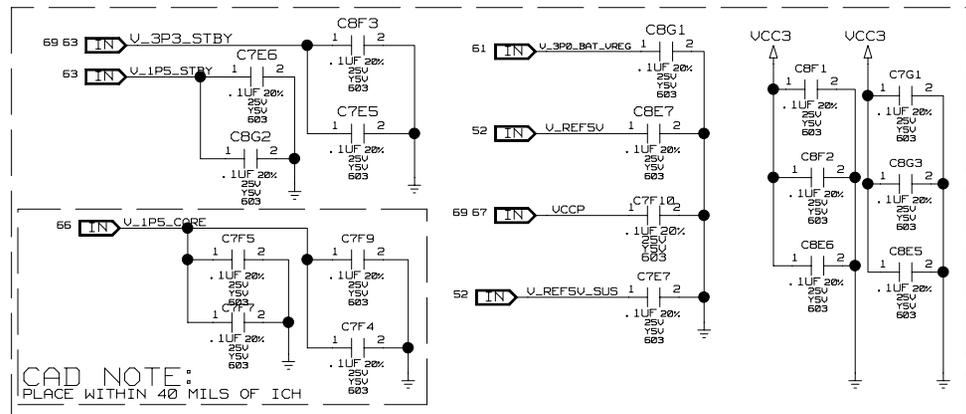 69 63 IN V_3P3_STBY
C8F3
1 2
.1UF 20%
25V
Y5V
603
63 IN V_1P5_STBY
C7E6
1 2
.1UF 20%
25V
Y5V
603
C7E5
1 2
.1UF 20%
25V
Y5V
603
C8G2
1 2
.1UF 20%
25V
Y5V
603
66 IN V_1P5_CORE
C7F5
1 2
.1UF 20%
25V
Y5V
603
C7F9
1 2
.1UF 20%
25V
Y5V
603
C7F7
1 2
.1UF 20%
25V
Y5V
603
C7F4
1 2
.1UF 20%
25V
Y5V
603
CAD NOTE:
PLACE WITHIN 40 MILS OF ICH
61 IN V_3P0_BAT_VREG
C8G1
1 2
.1UF 20%
25V
Y5V
603
52 IN V_REF5V
C8E7
1 2
.1UF 20%
25V
Y5V
603
69 67 IN VCCP
C7F10
1 2
.1UF 20%
25V
Y5V
603
52 IN V_REF5V_SUS
C7E7
1 2
.1UF 20%
25V
Y5V
603
VCC3
C8F1
1 2
.1UF 20%
25V
Y5V
603
C8F2
1 2
.1UF 20%
25V
Y5V
603
C8E6
1 2
.1UF 20%
25V
Y5V
603
VCC3
C7G1
1 2
.1UF 20%
25V
Y5V
603
C8G3
1 2
.1UF 20%
25V
Y5V
603
C8E5
1 2
.1UF 20%
25V
Y5V
603